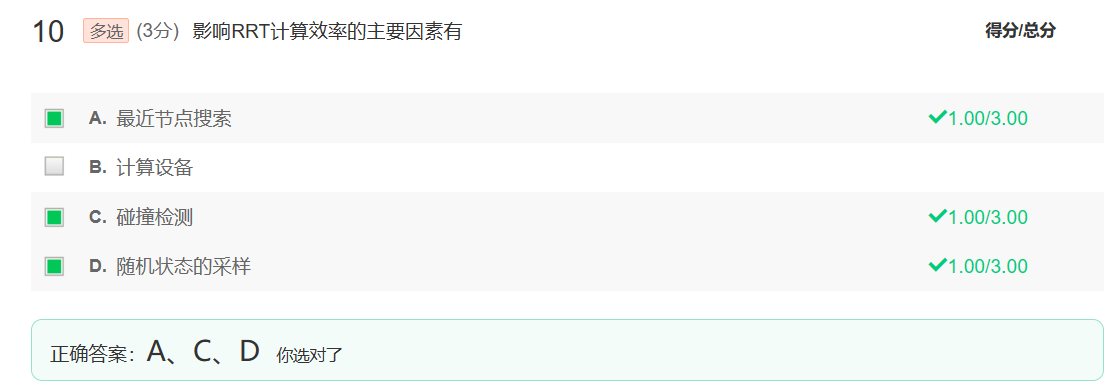 10 多选 (3分) 影响RRT计算效率的主要因素有 得分/总分
A. 最近节点搜索 1.00/3.00
B. 计算设备
C. 碰撞检测 1.00/3.00
D. 随机状态的采样 1.00/3.00
正确答案：A、C、D 你选对了